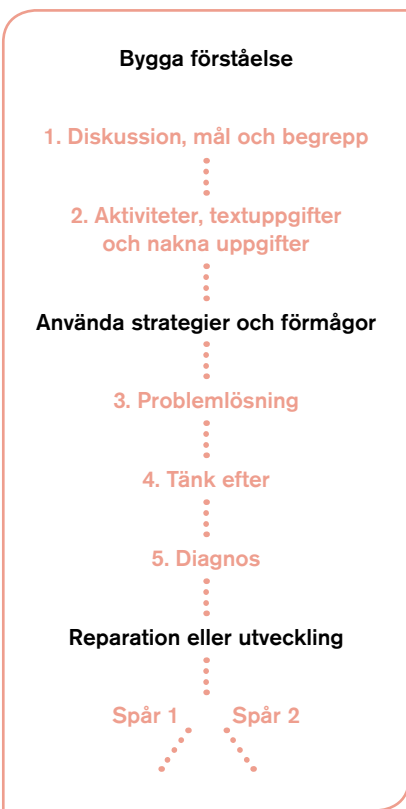 Bygga förståelse
1. Diskussion, mål och begrepp
2. Aktiviteter, textuppgifter
och nakna uppgifter
Använda strategier och förmågor
3. Problemlösning
4. Tänk efter
5. Diagnos
Reparation eller utveckling
Spår 1 Spår 2